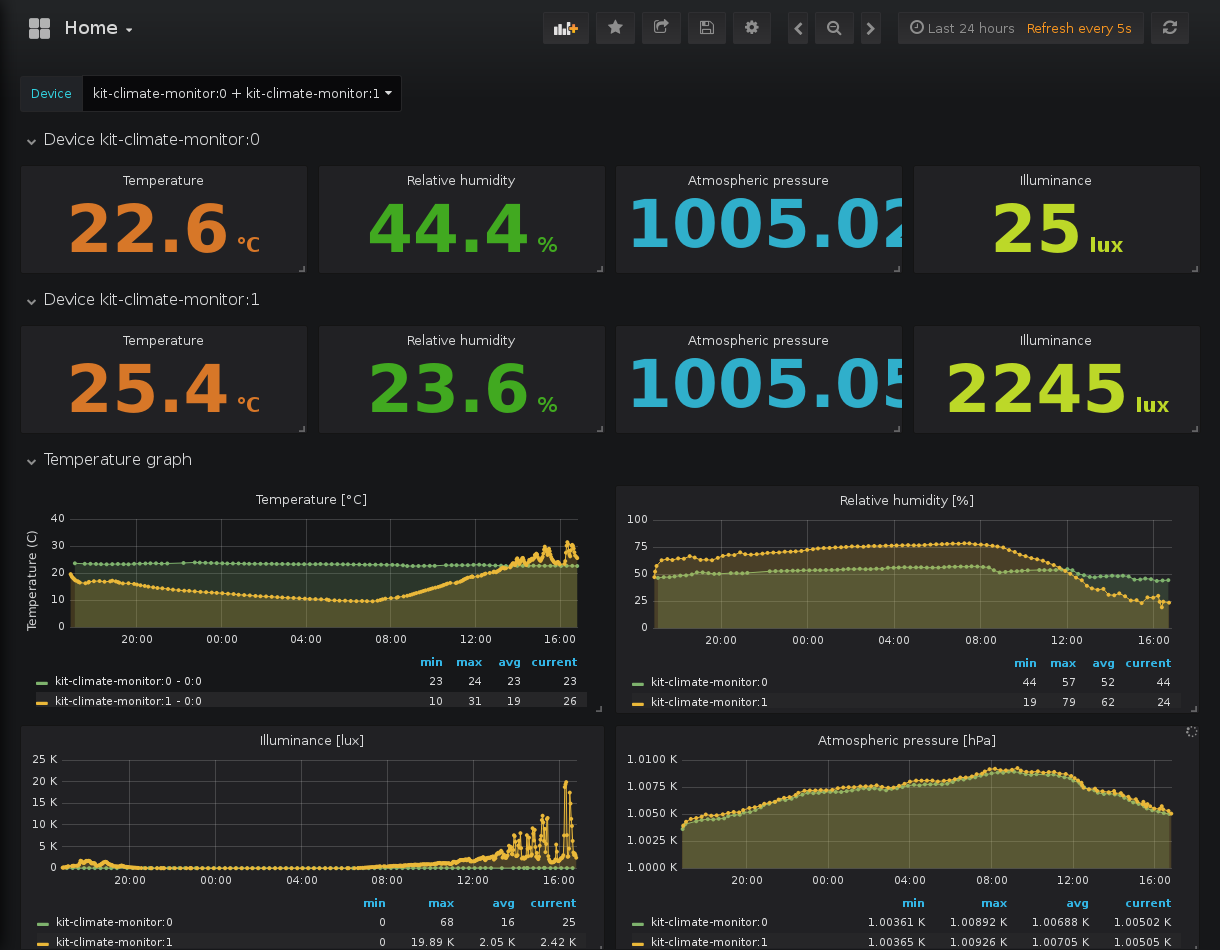 Home
Last 24 hours Refresh every 5s
Device kit-climate-monitor:0 + kit-climate-monitor:1
Device kit-climate-monitor:0
Temperature Relative humidity Atmospheric pressure Illuminance
22.6 °C 44.4 % 1005.02 25 lux
Device kit-climate-monitor:1
Temperature Relative humidity Atmospheric pressure Illuminance
25.4 °C 23.6 % 1005.05 2245 lux
Temperature graph
Temperature [°C]
Temperature (C)
40
30
20
10
0
20:00 00:00 04:00 08:00 12:00 16:00
min max avg current
kit-climate-monitor:0 - 0:0 23 24 23 23
kit-climate-monitor:1 - 0:0 10 31 19 26
Relative humidity [%]
100
75
50
25
0
20:00 00:00 04:00 08:00 12:00 16:00
min max avg current
kit-climate-monitor:0 44 57 52 44
kit-climate-monitor:1 19 79 62 24
Illuminance [lux]
25 K
20 K
15 K
10 K
5 K
0
20:00 00:00 04:00 08:00 12:00 16:00
min max avg current
kit-climate-monitor:0 0 68 16 25
kit-climate-monitor:1 0 19.89 K 2.05 K 2.42 K
Atmospheric pressure [hPa]
1.0100 K
1.0075 K
1.0050 K
1.0025 K
1.0000 K
20:00 00:00 04:00 08:00 12:00 16:00
min max avg current
kit-climate-monitor:0 1.00361 K 1.00892 K 1.00688 K 1.00502 K
kit-climate-monitor:1 1.00365 K 1.00926 K 1.00705 K 1.00505 K